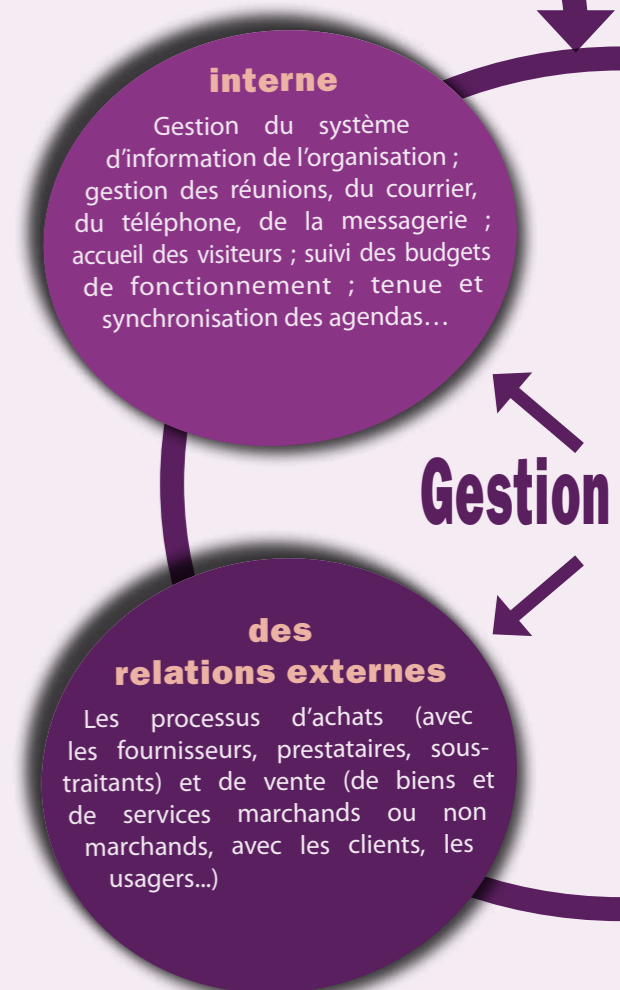 interne
Gestion du système
d’information de l’organisation ;
gestion des réunions, du courrier,
du téléphone, de la messagerie ;
accueil des visiteurs ; suivi des budgets
de fonctionnement ; tenue et
synchronisation des agendas…
Gestion
des
relations externes
Les processus d’achats (avec
les fournisseurs, prestataires, sous-
traitants) et de vente (de biens et
de services marchands ou non
marchands, avec les clients, les
usagers...)